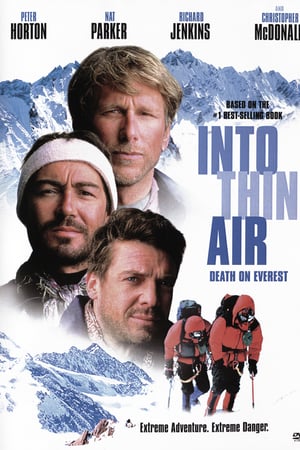 PETER HORTON
NAT PARKER
RICHARD JENKINS
AND CHRISTOPHER McDONALD
BASED ON THE
#1 BEST-SELLING BOOK
INTO
THIN
AIR
DEATH ON EVEREST
Extreme Adventure. Extreme Danger.
DVD